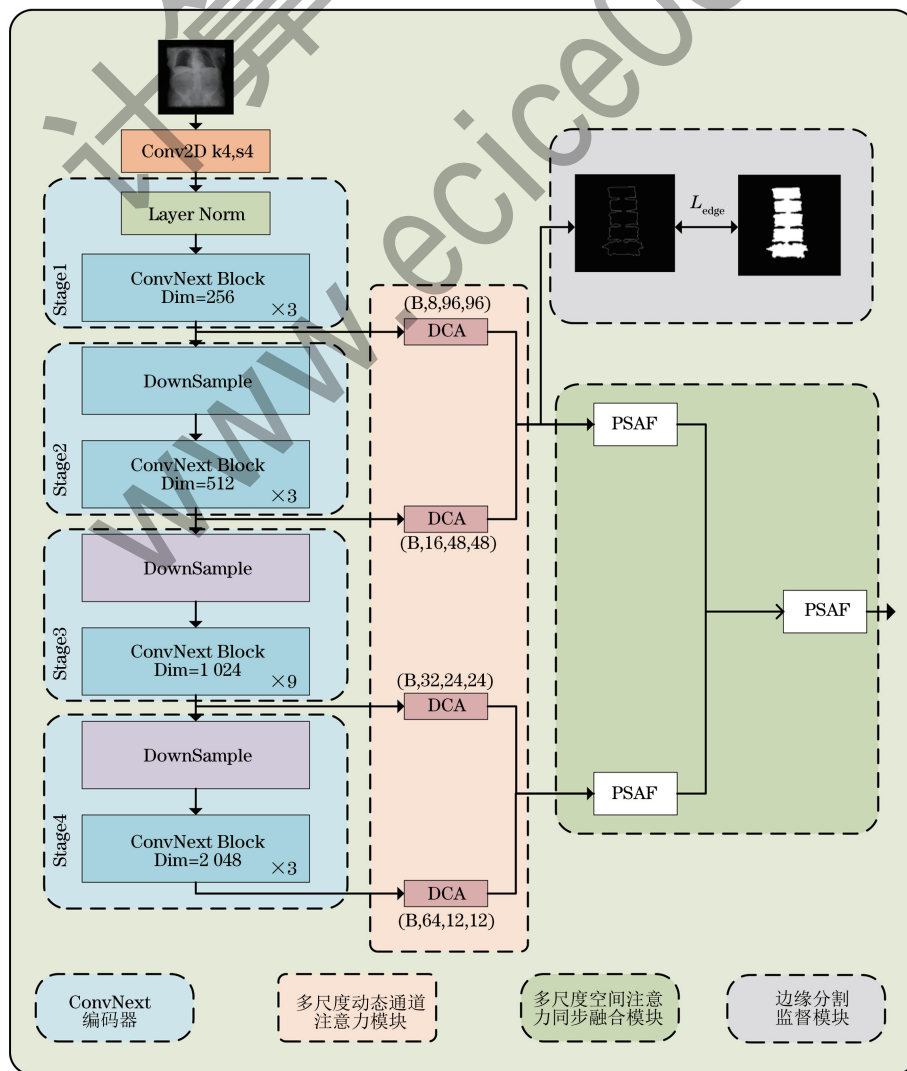 Conv2D k4,s4
Stage1
Layer Norm
ConvNext Block
Dim=256
×3
Stage2
DownSample
ConvNext Block
Dim=512
×3
Stage3
DownSample
ConvNext Block
Dim=1 024
×9
Stage4
DownSample
ConvNext Block
Dim=2 048
×3
(B,8,96,96)
DCA
DCA
(B,16,48,48)
(B,32,24,24)
DCA
DCA
(B,64,12,12)
L_edge
PSAF
PSAF
PSAF
ConvNext
编码器
多尺度动态通道
注意力模块
多尺度空间注意
力同步融合模块
边缘分割
监督模块
计算
www.ecice0